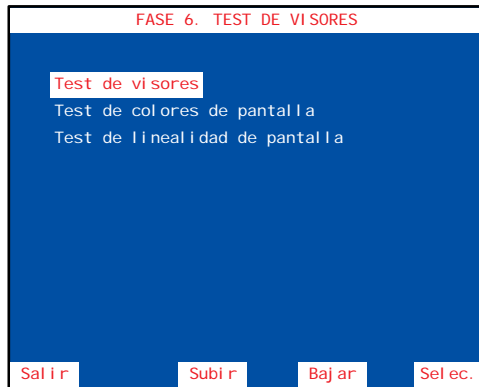 FASE 6. TEST DE VISORES
Test de visores
Test de colores de pantalla
Test de linealidad de pantalla
Salir Subir Bajar Selec.